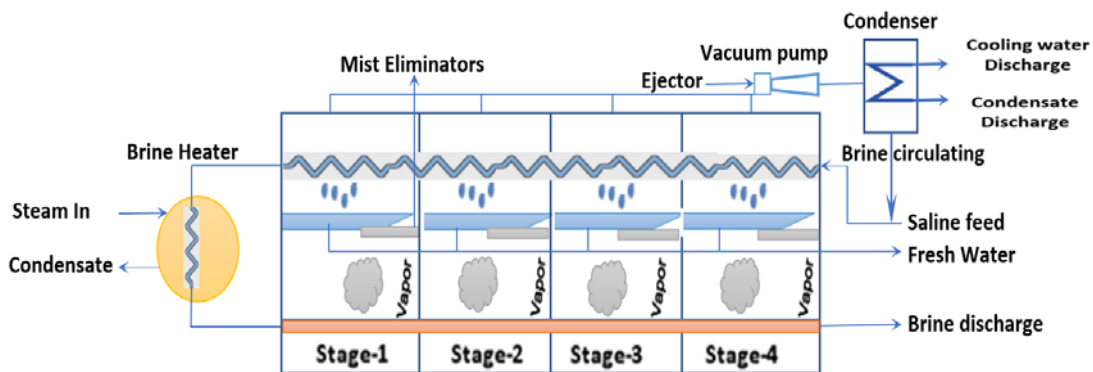 Condenser
Vacuum pump
Cooling water
Discharge
Mist Eliminators
Ejector
Condensate
Discharge
Brine Heater
Brine circulating
Steam In
Saline feed
Fresh Water
Condensate
Vapor
Vapor
Vapor
Vapor
Brine discharge
Stage-1
Stage-2
Stage-3
Stage-4